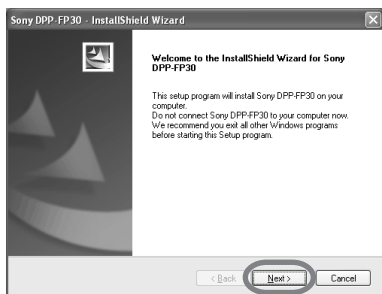 Sony DPP-FP30 - InstallShield Wizard
Welcome to the InstallShield Wizard for Sony
DPP-FP30
This setup program will install Sony DPP-FP30 on your
computer.
Do not connect Sony DPP-FP30 to your computer now.
We recommend you exit all other Windows programs
before starting this Setup program.
< Back Next > Cancel